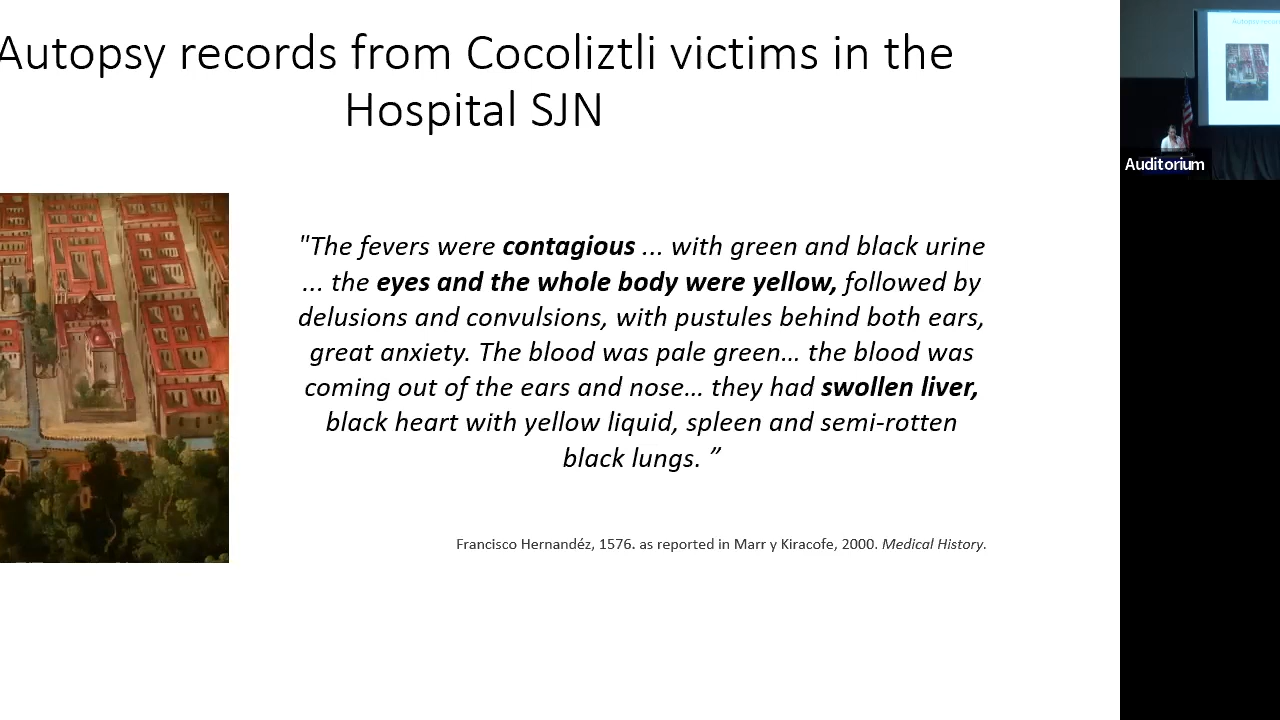 Autopsy records from Cocoliztli victims in the
Hospital SJN
"The fevers were contagious ... with green and black urine
... the eyes and the whole body were yellow, followed by
delusions and convulsions, with pustules behind both ears,
great anxiety. The blood was pale green... the blood was
coming out of the ears and nose... they had swollen liver,
black heart with yellow liquid, spleen and semi-rotten
black lungs. ”
Francisco Hernandéz, 1576. as reported in Marr y Kiracofe, 2000. Medical History.
Auditorium